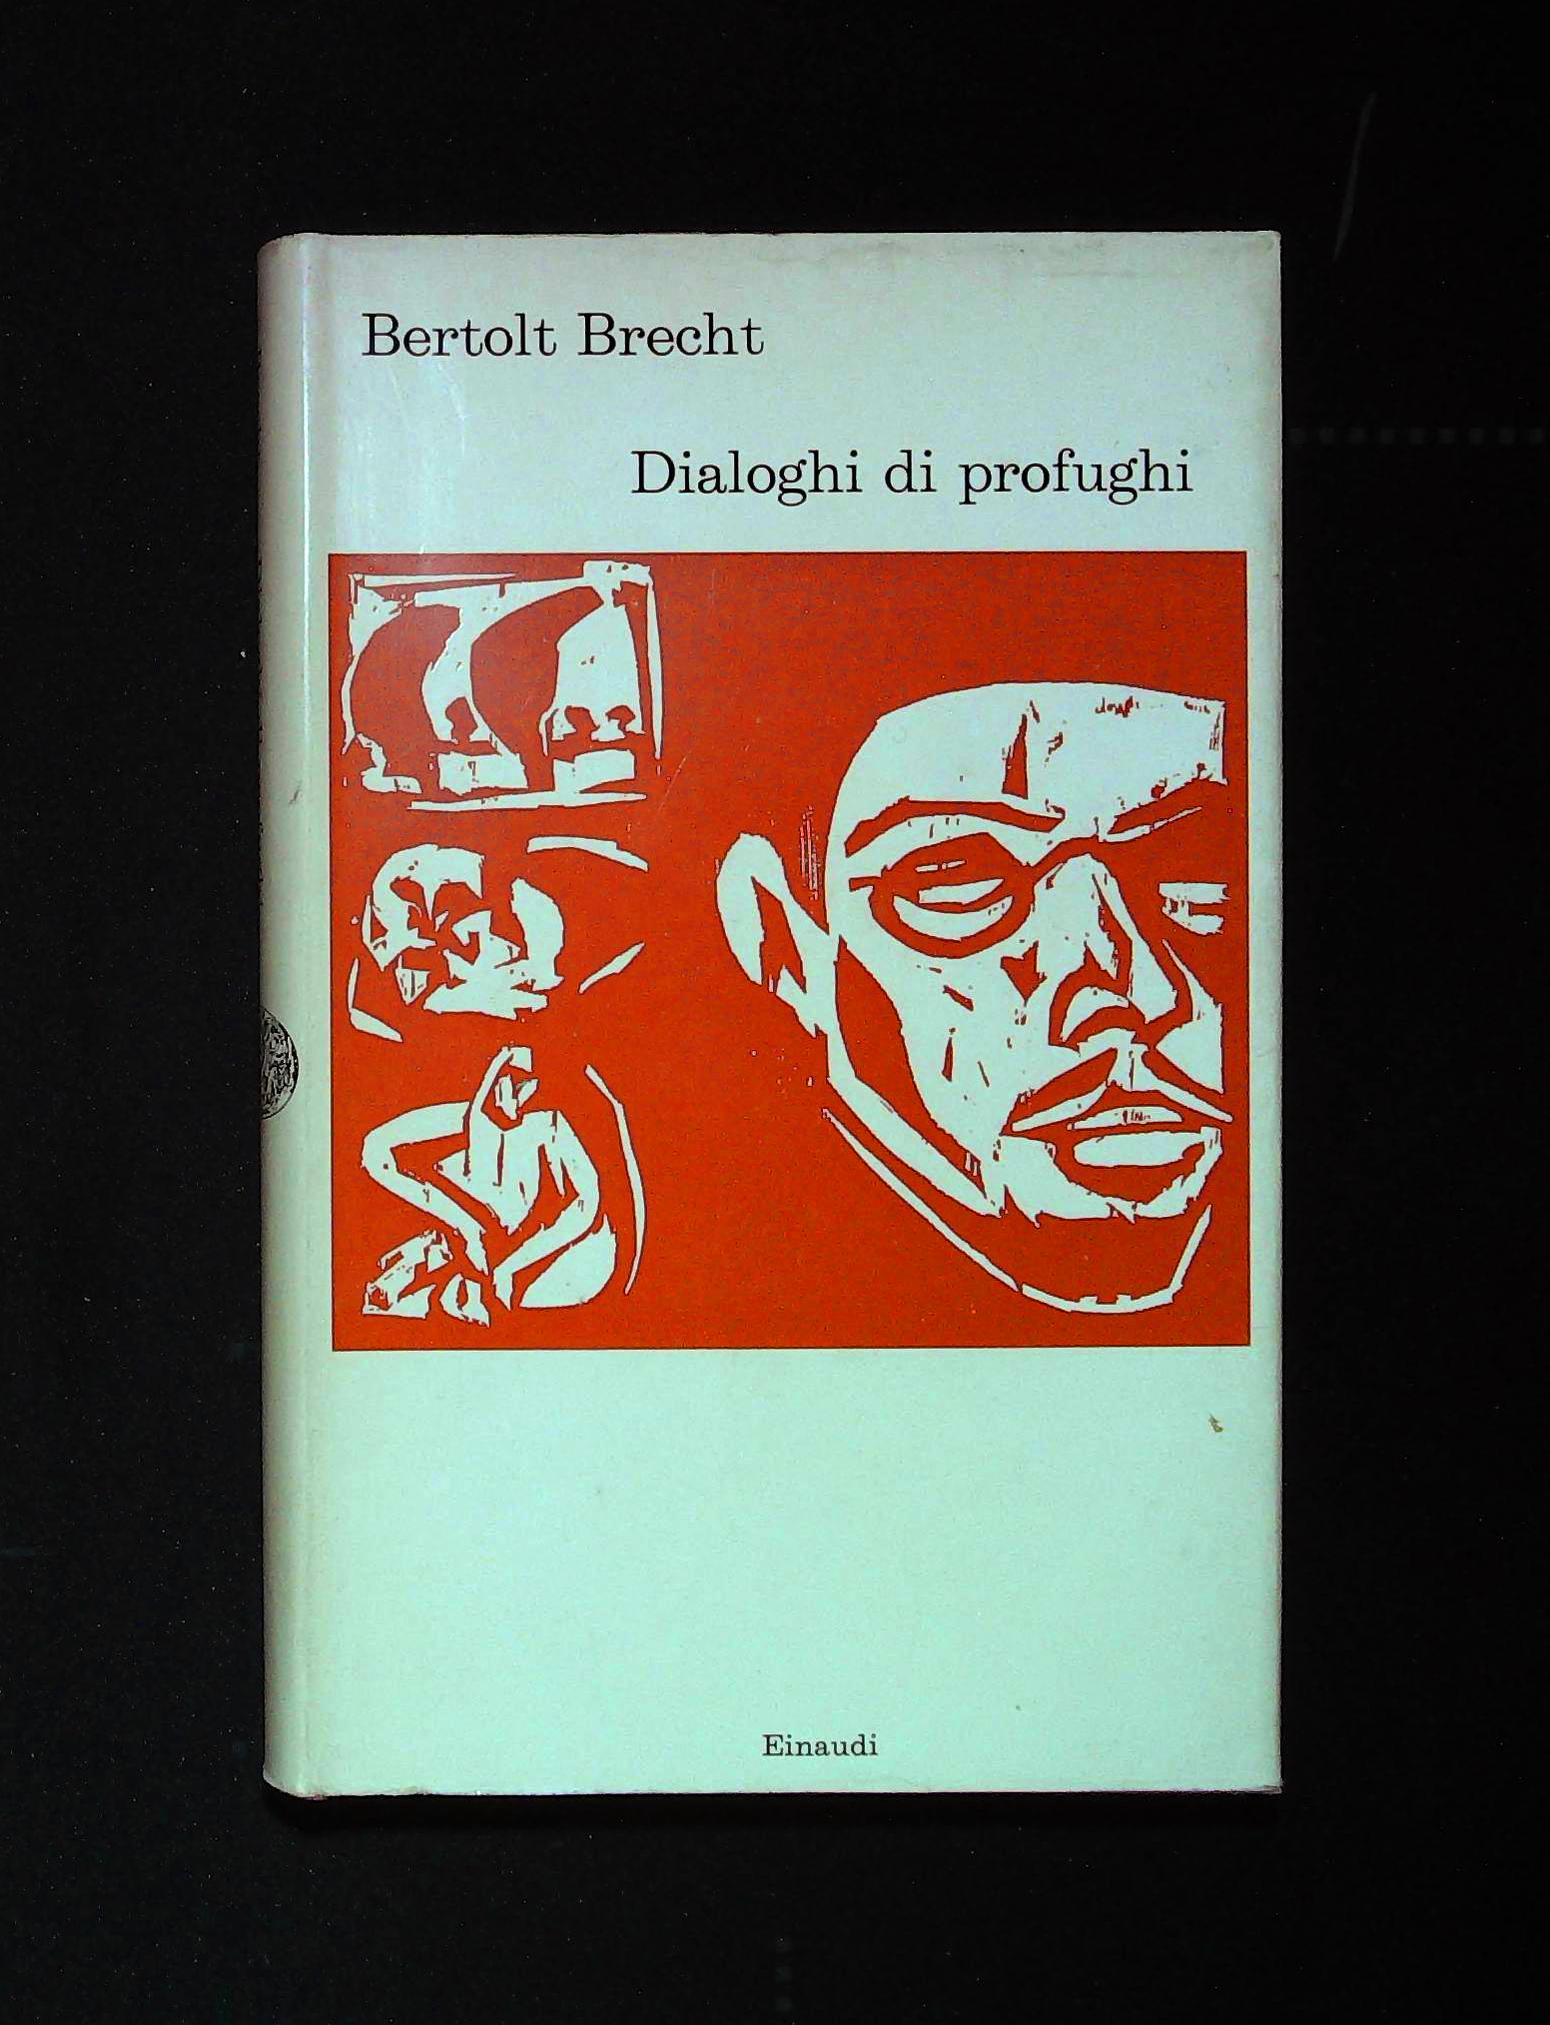 Bertolt Brecht
Dialoghi di profughi
Einaudi